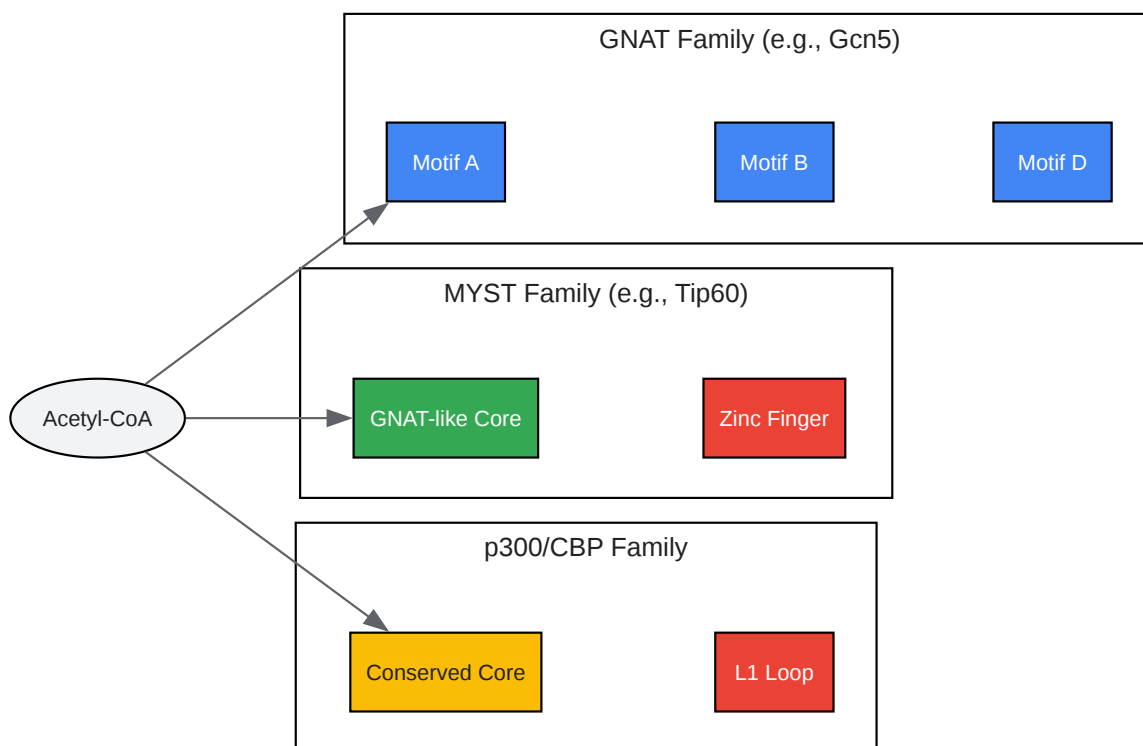 GNAT Family (e.g., Gcn5)
Motif A
Motif B
Motif D
MYST Family (e.g., Tip60)
Acetyl-CoA
GNAT-like Core
Zinc Finger
p300/CBP Family
Conserved Core
L1 Loop